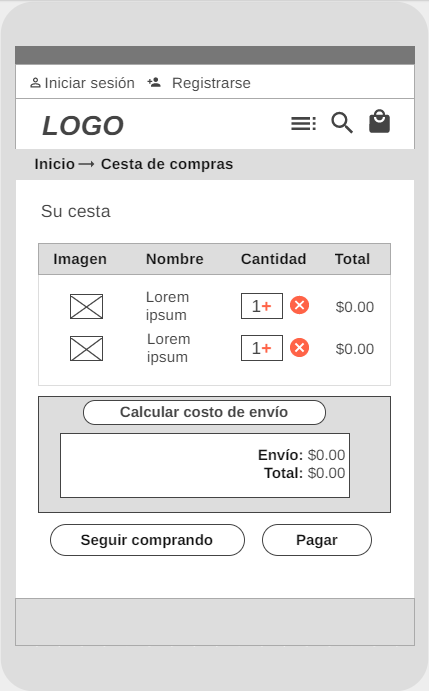 Iniciar sesión Registrarse
LOGO
Inicio → Cesta de compras
Su cesta
Imagen Nombre Cantidad Total
Lorem ipsum 1+ $0.00
Lorem ipsum 1+ $0.00
Calcular costo de envío
Envío: $0.00
Total: $0.00
Seguir comprando Pagar